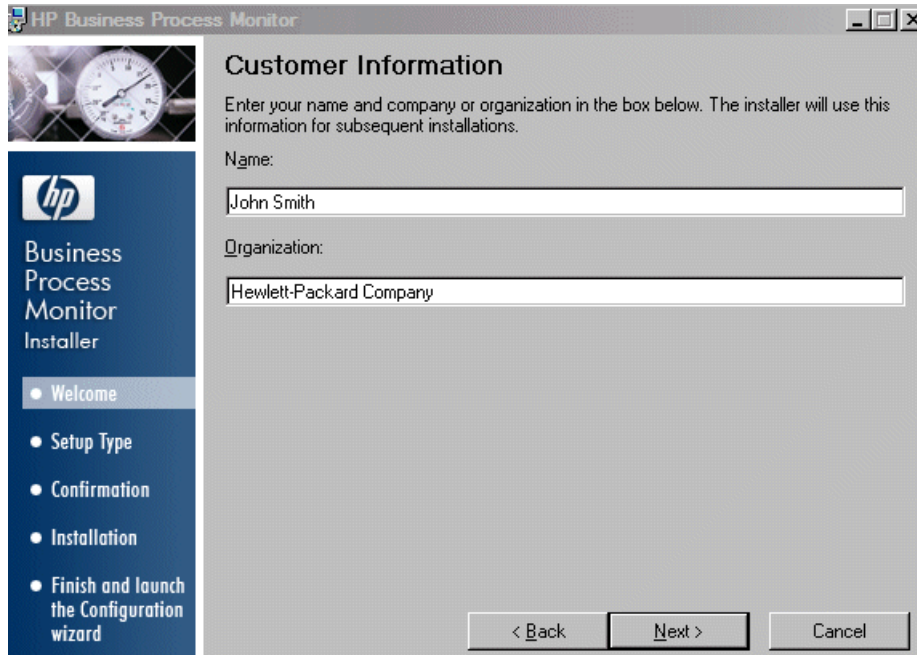 HP Business Process Monitor
Customer Information
Enter your name and company or organization in the box below. The installer will use this
information for subsequent installations.
Name:
John Smith
Organization:
Hewlett-Packard Company
hp
Business
Process
Monitor
Installer
Welcome
Setup Type
Confirmation
Installation
Finish and launch
the Configuration
wizard
< Back
Next >
Cancel